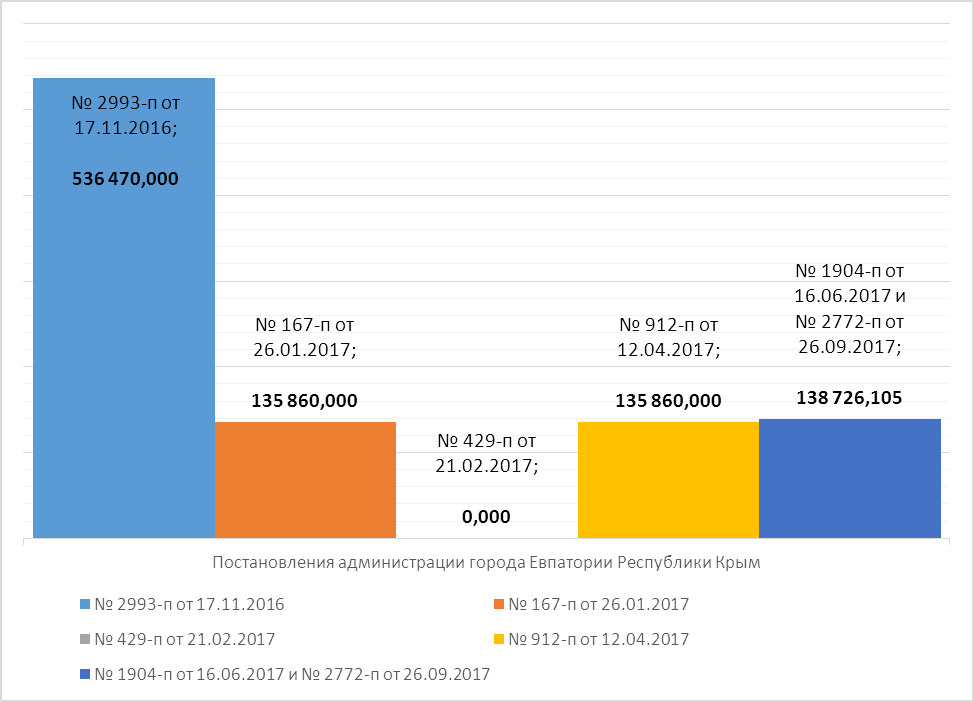 № 2993-п от
17.11.2016;
536 470,000
№ 167-п от
26.01.2017;
135 860,000
№ 429-п от
21.02.2017;
0,000
№ 912-п от
12.04.2017;
135 860,000
№ 1904-п от
16.06.2017 и
№ 2772-п от
26.09.2017;
138 726,105
Постановления администрации города Евпатории Республики Крым
№ 2993-п от 17.11.2016
№ 167-п от 26.01.2017
№ 429-п от 21.02.2017
№ 912-п от 12.04.2017
№ 1904-п от 16.06.2017 и № 2772-п от 26.09.2017